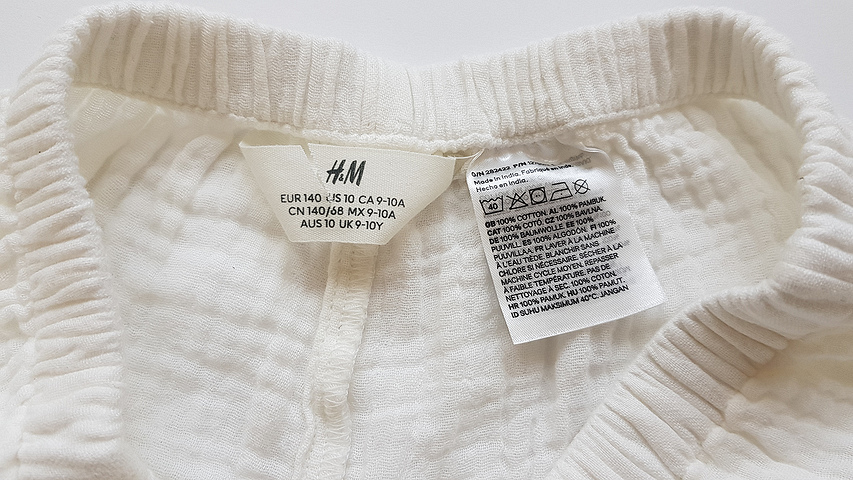 H&M
EUR 140 US 10 CA 9-10A
CN 140/68 MX 9-10A
AUS 10 UK 9-10Y
O/N 282422 P/N
Made in India. Fabriqué en Inde.
Hecho en India.
40
GB 100% COTTON. AL 100% PAMBUK
CAT 100% COTÓ. CZ 100% BAVLNA.
DE 100% BAUMWOLLE. EE 100%
PUUVILL. ES 100% ALGODÓN. FI 100%
PUUVILLAA. FR LAVER À LA MACHINE
À L'EAU TIÈDE. BLANCHIR SANS
CHLORE SI NÉCESSAIRE. SÉCHER À LA
MACHINE CYCLE MOYEN. REPASSER
À FAIBLE TEMPÉRATURE. PAS DE
NETTOYAGE À SEC. 100% COTON.
HR 100% PAMUK. HU 100% PAMUT.
ID SUHU MAKSIMUM 40°C. JANGAN